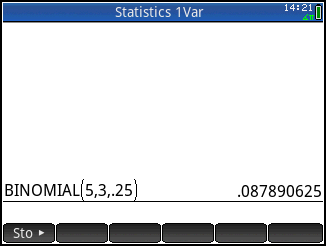 Statistics 1Var
14:21
∡π
BINOMIAL(5,3,.25)
.087890625
Sto ▸